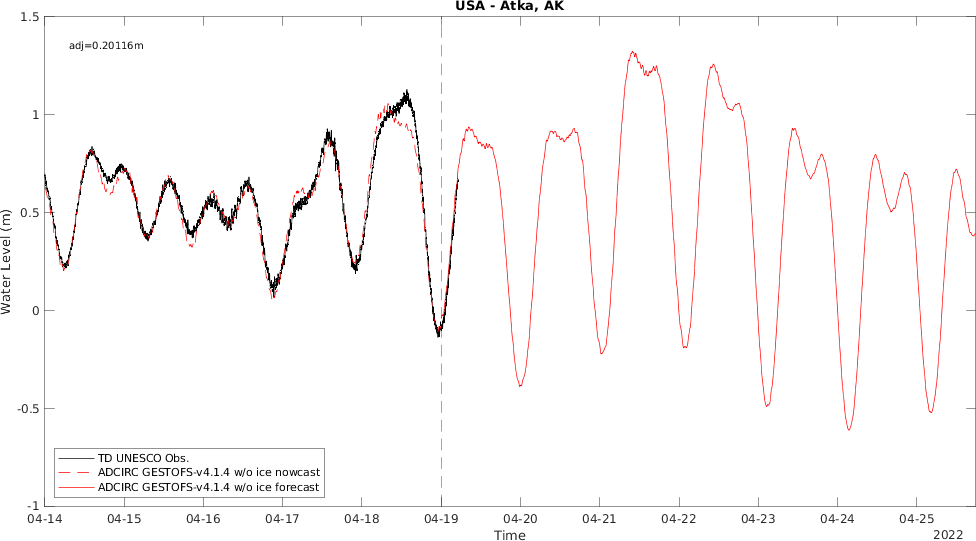 USA - Atka, AK
adj=0.20116m
1.5
1
0.5
0
-0.5
-1
Water Level (m)
TD UNESCO Obs.
ADCIRC GESTOFS-v4.1.4 w/o ice nowcast
ADCIRC GESTOFS-v4.1.4 w/o ice forecast
04-14 04-15 04-16 04-17 04-18 04-19 04-20 04-21 04-22 04-23 04-24 04-25
Time
2022